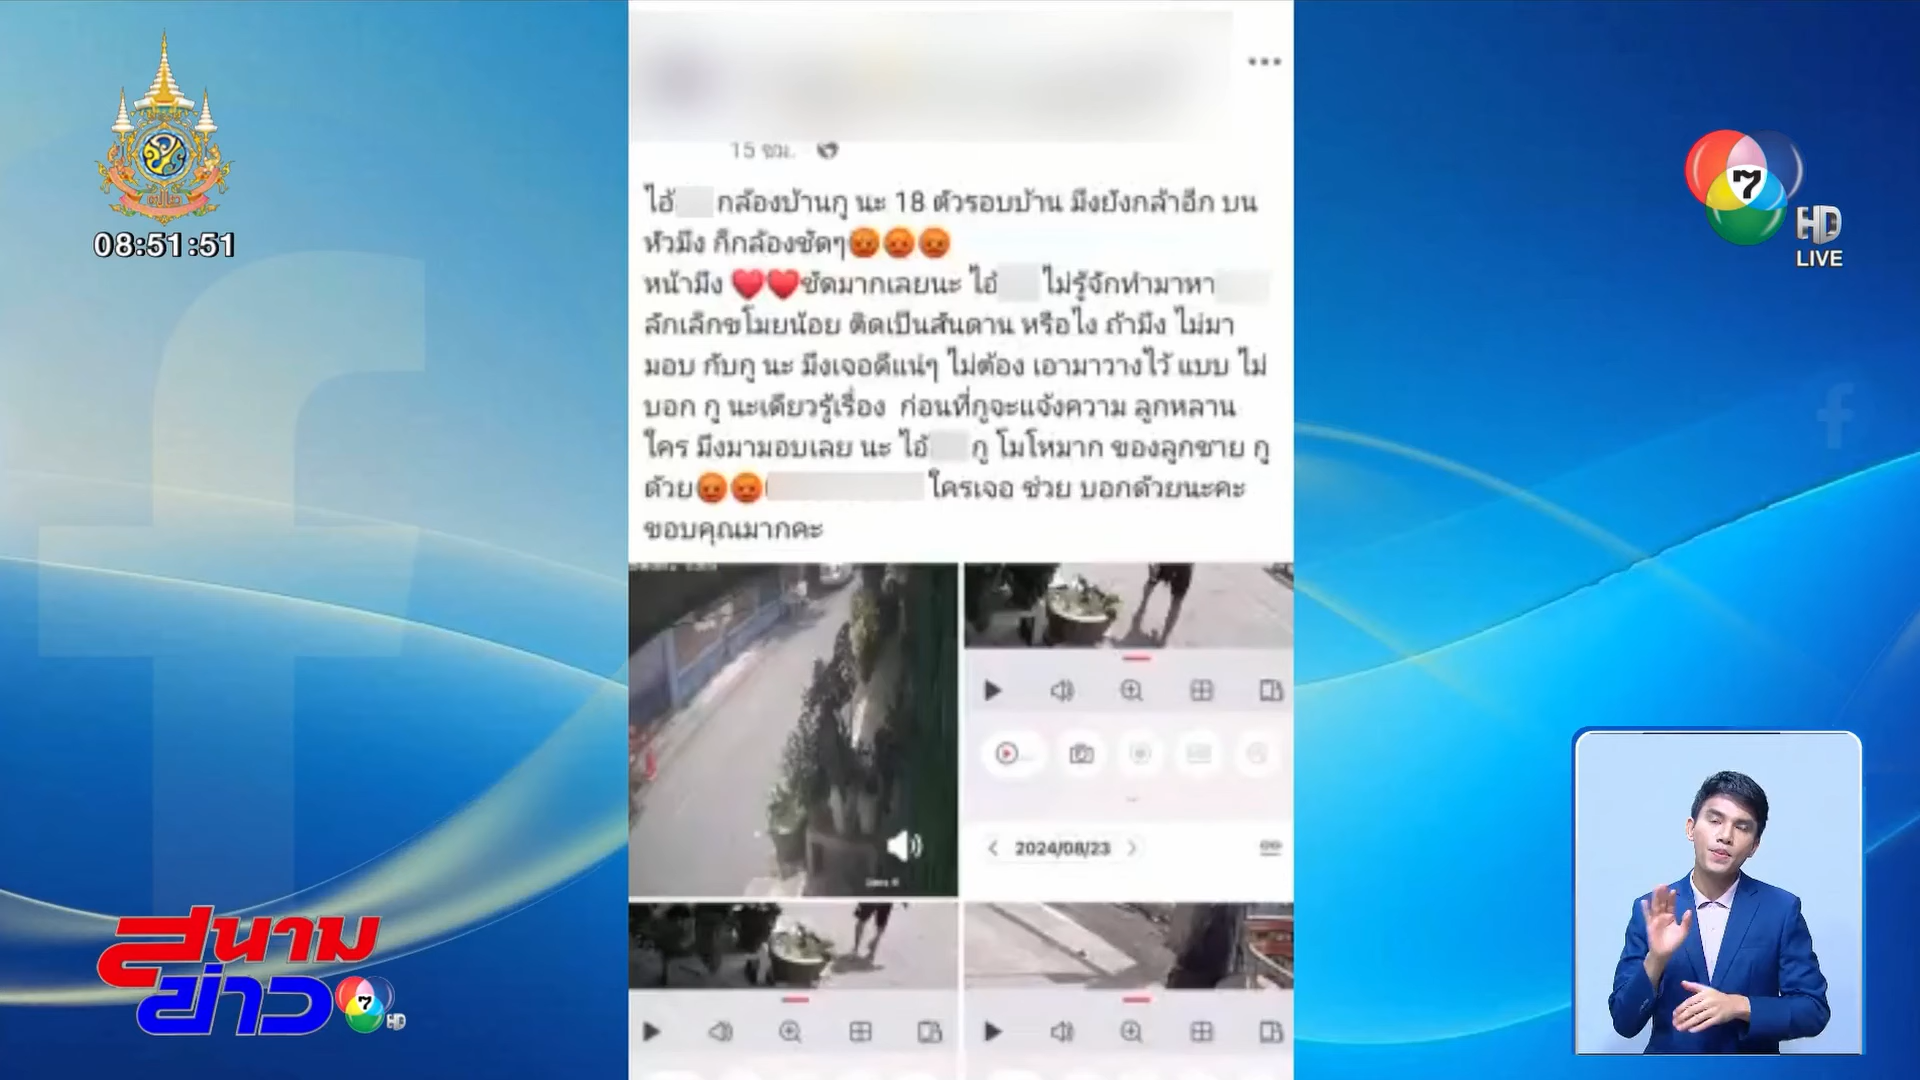 08:51:51
7
HD
LIVE
15 ชม.
ไอ้ กล้องบ้านกู นะ 18 ตัวรอบบ้าน มึงยังกล้าอีก บน
หัวมึง ก็กล้องชัดๆ😡😡😡
หน้ามึง ❤️❤️ชัดมากเลยนะ ไอ้ ไม่รู้จักทำมาหา
ลักเล็กขโมยน้อย ติดเป็นสันดาน หรือไง ถ้ามึง ไม่มา
มอบ กับกู นะ มึงเจอดีแน่ๆ ไม่ต้อง เอามาวางไว้ แบบ ไม่
บอก กู นะเดียวรู้เรื่อง ก่อนที่กูจะแจ้งความ ลูกหลาน
ใคร มึงมามอบเลย นะ ไอ้ กู โมโหมาก ของลูกชาย กู
ด้วย😡😡 ใครเจอ ช่วย บอกด้วยนะคะ
ขอบคุณมากคะ
2024/08/23
สนาม
ข่าว
7
HD